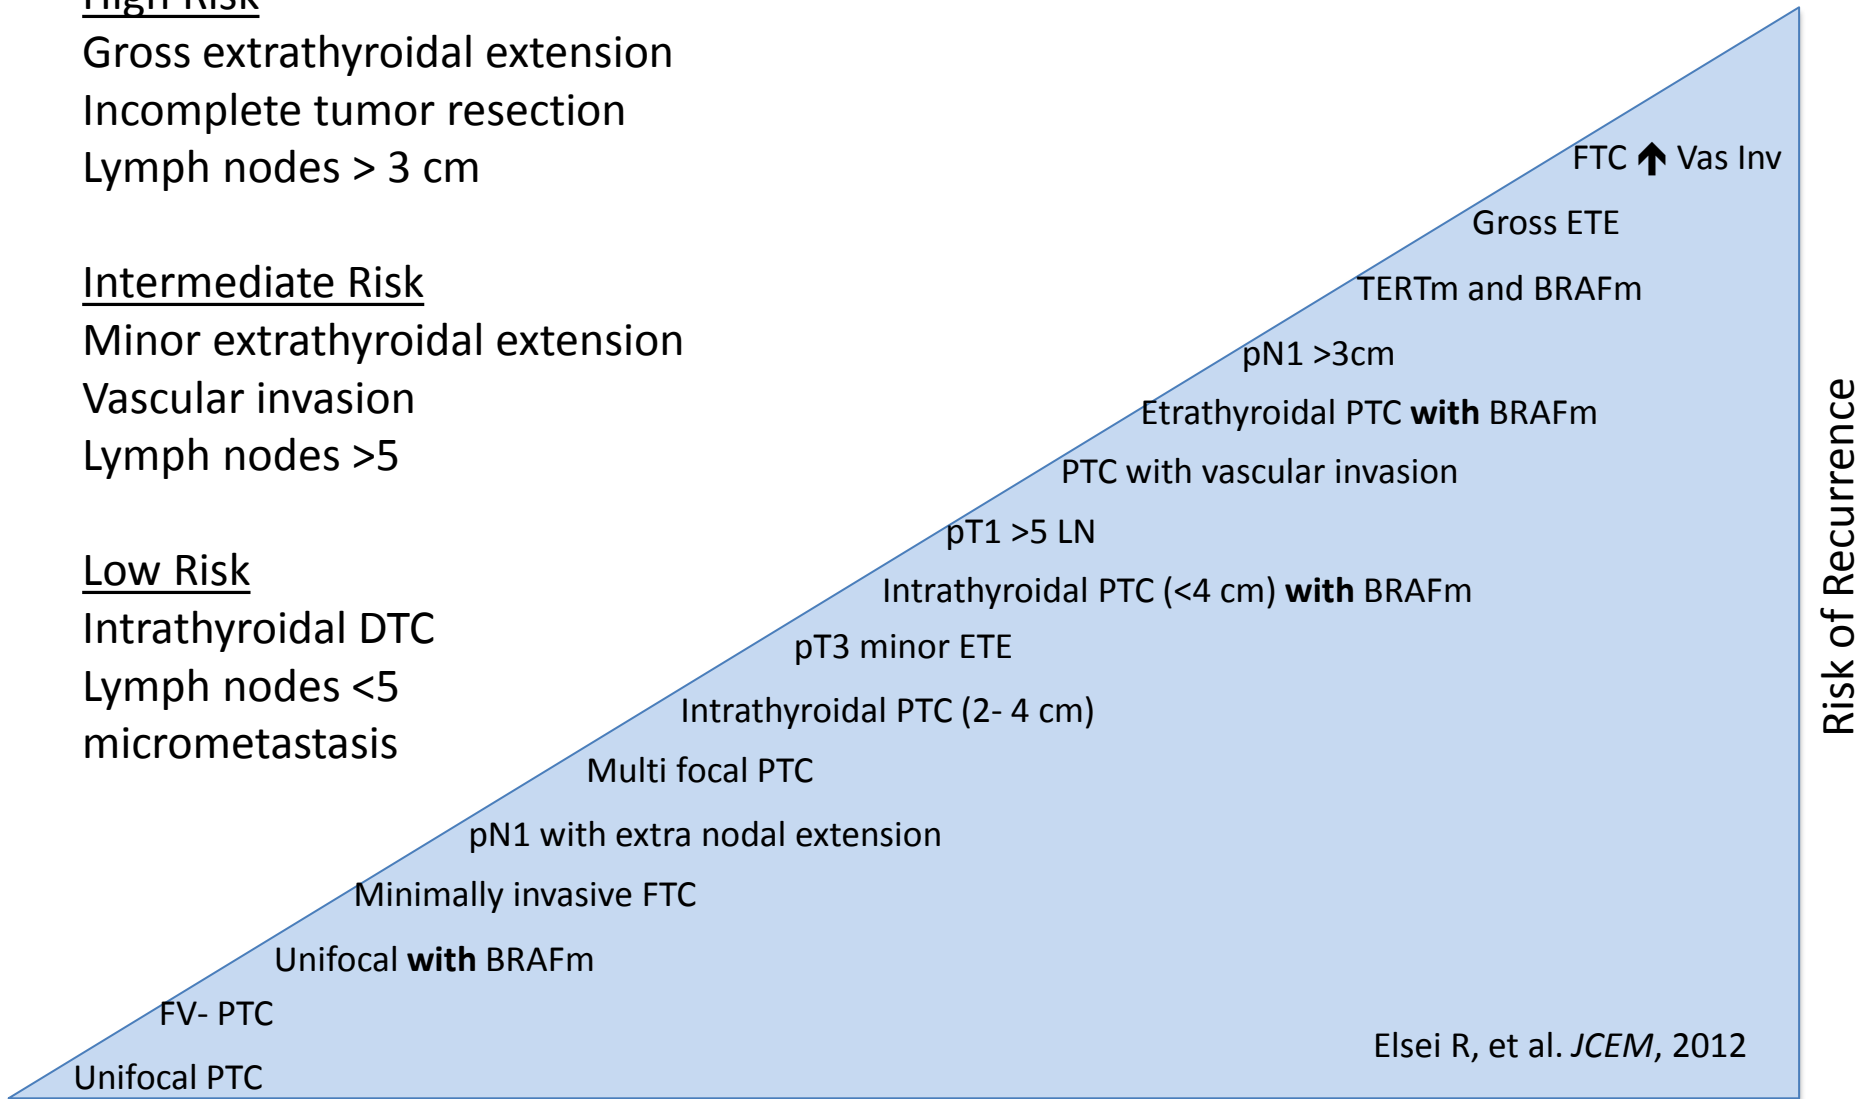 High Risk
Gross extrathyroidal extension
Incomplete tumor resection
Lymph nodes > 3 cm
Intermediate Risk
Minor extrathyroidal extension
Vascular invasion
Lymph nodes >5
Low Risk
Intrathyroidal DTC
Lymph nodes <5
micrometastasis
FTC ↑ Vas Inv
Gross ETE
TERTm and BRAFm
pN1 >3cm
Etrathyroidal PTC with BRAFm
PTC with vascular invasion
pT1 >5 LN
Intrathyroidal PTC (<4 cm) with BRAFm
pT3 minor ETE
Intrathyroidal PTC (2- 4 cm)
Multi focal PTC
pN1 with extra nodal extension
Minimally invasive FTC
Unifocal with BRAFm
FV- PTC
Unifocal PTC
Elsei R, et al. JCEM, 2012
Risk of Recurrence